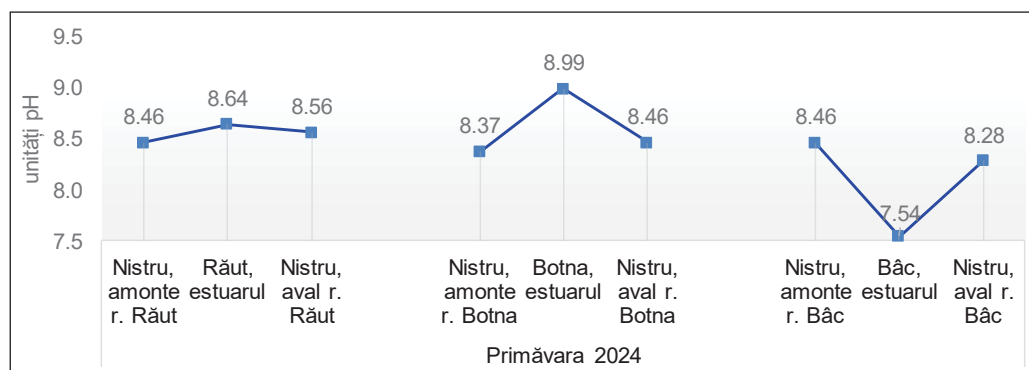 9.5
9.0
8.5
8.0
7.5
unități pH
8.46
8.64
8.56
8.37
8.99
8.46
8.46
7.54
8.28
Nistru,
amonte
r. Răut
Răut,
estuarul
Nistru,
aval r.
Răut
Nistru,
amonte
r. Botna
Botna,
estuarul
Nistru,
aval r.
Botna
Nistru,
amonte
r. Bâc
Bâc,
estuarul
Nistru,
aval r.
Bâc
Primăvara 2024